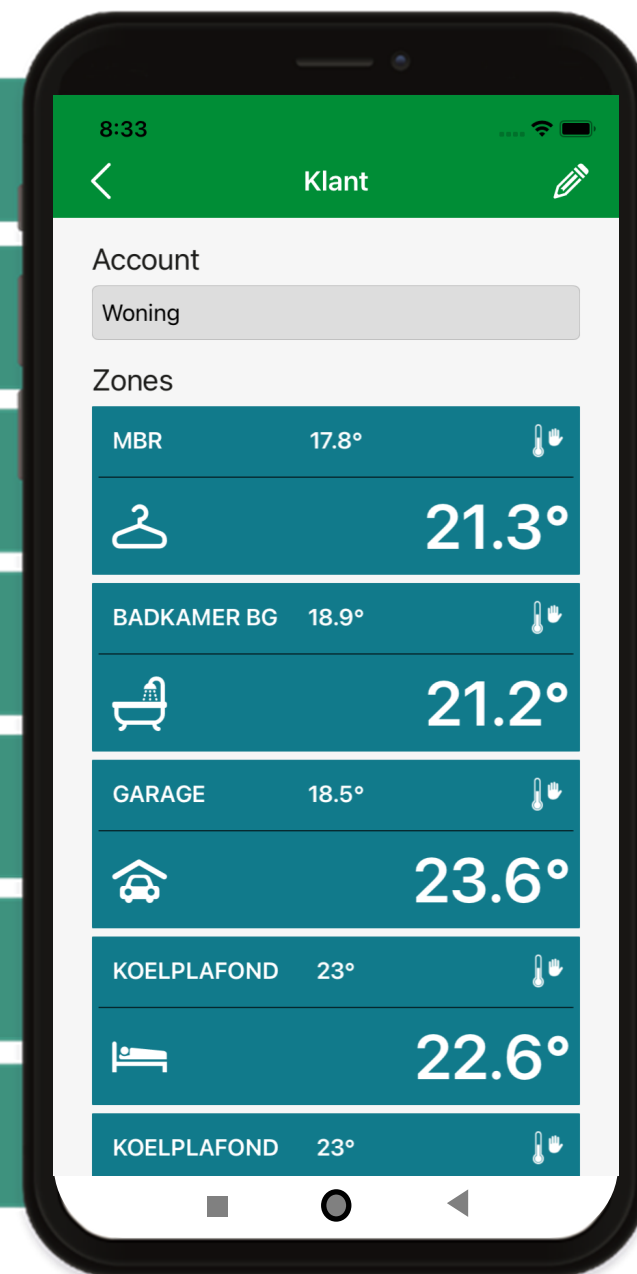 8:33
Klant
Account
Woning
Zones
MBR 17.8°
21.3°
BADKAMER BG 18.9°
21.2°
GARAGE 18.5°
23.6°
KOELPLAFOND 23°
22.6°
KOELPLAFOND 23°